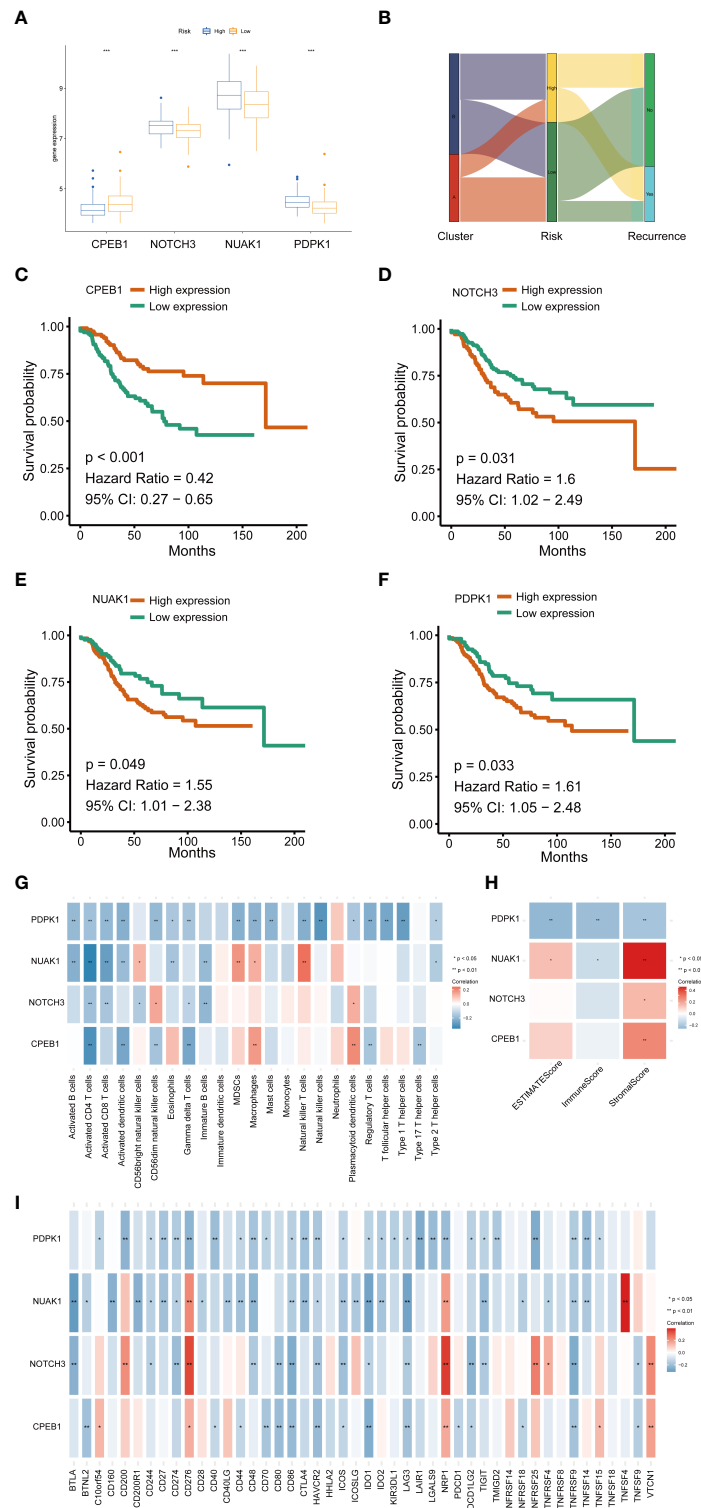 A
Risk High Low
*** *** *** ***
gene expression
9
7
5
CPEB1 NOTCH3 NUAK1 PDPK1
B
B
A
High
Low
No
Yes
Cluster Risk Recurrence
C
CPEB1 High expression
Low expression
Survival probability
1.00
0.75
0.50
0.25
0.00
p < 0.001
Hazard Ratio = 0.42
95% CI: 0.27 − 0.65
0 50 100 150 200
Months
D
NOTCH3 High expression
Low expression
Survival probability
1.00
0.75
0.50
0.25
0.00
p = 0.031
Hazard Ratio = 1.6
95% CI: 1.02 − 2.49
0 50 100 150 200
Months
E
NUAK1 High expression
Low expression
Survival probability
1.00
0.75
0.50
0.25
0.00
p = 0.049
Hazard Ratio = 1.55
95% CI: 1.01 − 2.38
0 50 100 150 200
Months
F
PDPK1 High expression
Low expression
Survival probability
1.00
0.75
0.50
0.25
0.00
p = 0.033
Hazard Ratio = 1.61
95% CI: 1.05 − 2.48
0 50 100 150 200
Months
G
PDPK1
NUAK1
NOTCH3
CPEB1
* p < 0.05
** p < 0.01
Correlation
0.2
0.0
−0.2
Activated B cells
Activated CD4 T cells
Activated CD8 T cells
Activated dendritic cells
CD56bright natural killer cells
CD56dim natural killer cells
Eosinophils
Gamma delta T cells
Immature B cells
Immature dendritic cells
MDSCs
Macrophages
Mast cells
Monocytes
Natural killer T cells
Natural killer cells
Neutrophils
Plasmacytoid dendritic cells
Regulatory T cells
T follicular helper cells
Type 1 T helper cells
Type 17 T helper cells
Type 2 T helper cells
H
PDPK1
NUAK1
NOTCH3
CPEB1
* p < 0.05
** p < 0.01
Correlation
0.4
0.2
0.0
−0.2
ESTIMATEScore
ImmuneScore
StromalScore
I
PDPK1
NUAK1
NOTCH3
CPEB1
* p < 0.05
** p < 0.01
Correlation
0.2
0.0
−0.2
BTLA
BTNL2
C10orf54
CD160
CD200
CD200R1
CD244
CD27
CD274
CD276
CD28
CD40
CD40LG
CD44
CD48
CD70
CD80
CD86
CTLA4
HAVCR2
HHLA2
ICOS
ICOSLG
IDO1
IDO2
KIR3DL1
LAG3
LAIR1
LGALS9
NRP1
PDCD1
DCD1LG2
TIGIT
TMIGD2
NFRSF14
NFRSF18
NFRSF25
TNFRSF4
TNFRSF8
TNFRSF9
TNFSF14
TNFSF15
TNFSF18
TNFSF4
TNFSF9
VTCN1